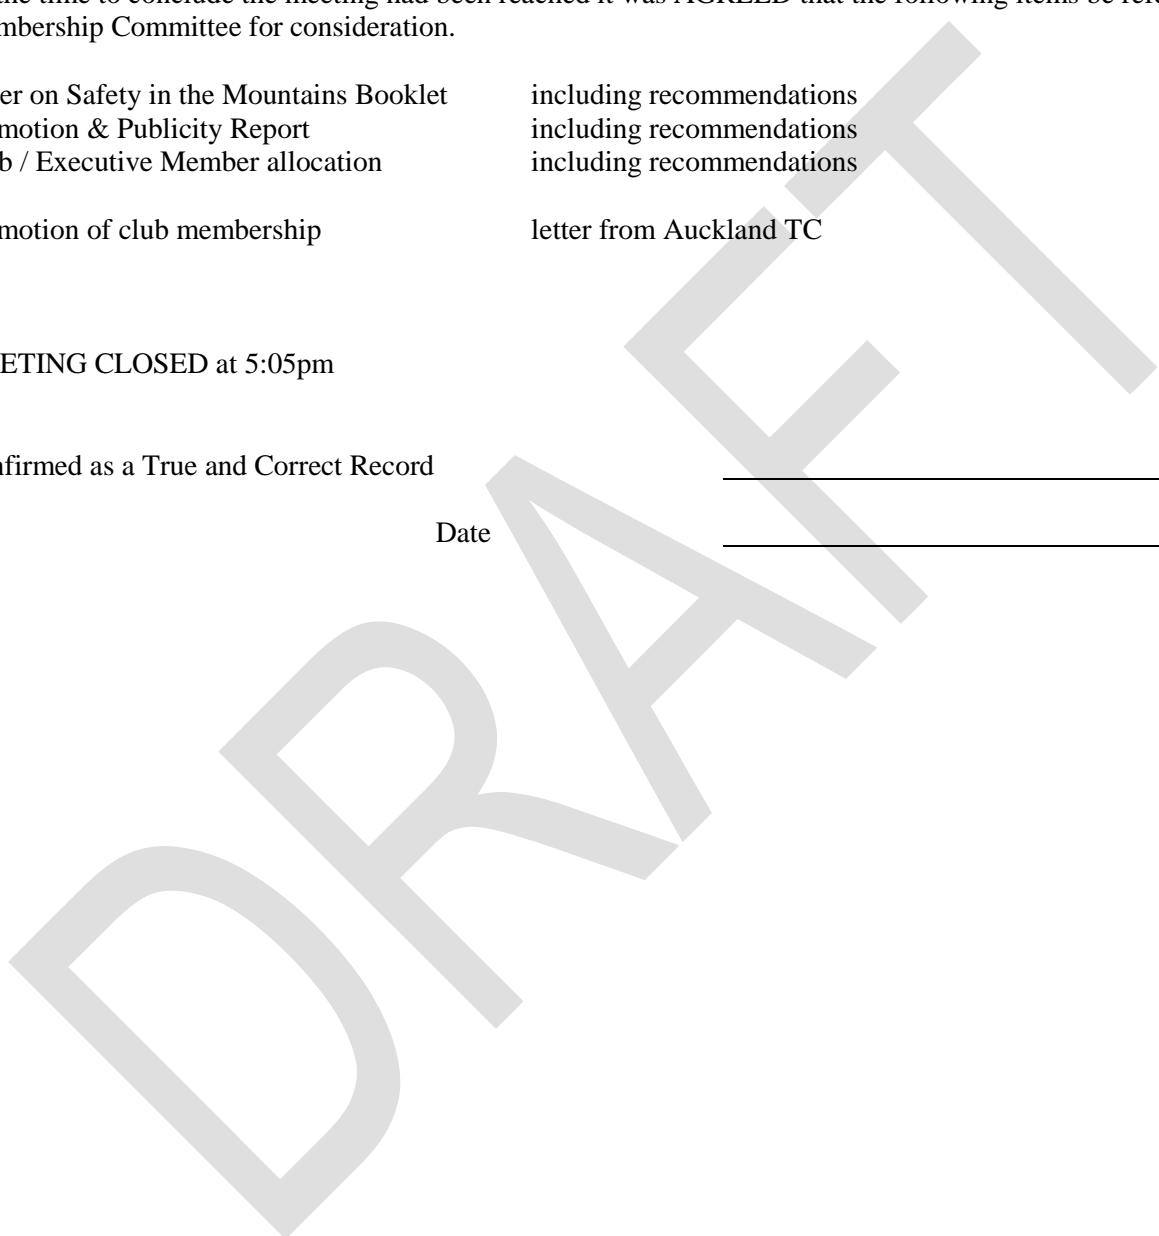 time to conclude the meeting had been reached it was AGREED that the following items be
mbership Committee for consideration.
er on Safety in the Mountains Booklet including recommendations
motion & Publicity Report including recommendations
b / Executive Member allocation including recommendations
motion of club membership letter from Auckland TC
ETING CLOSED at 5:05pm
nfirmed as a True and Correct Record
Date
DRAFT